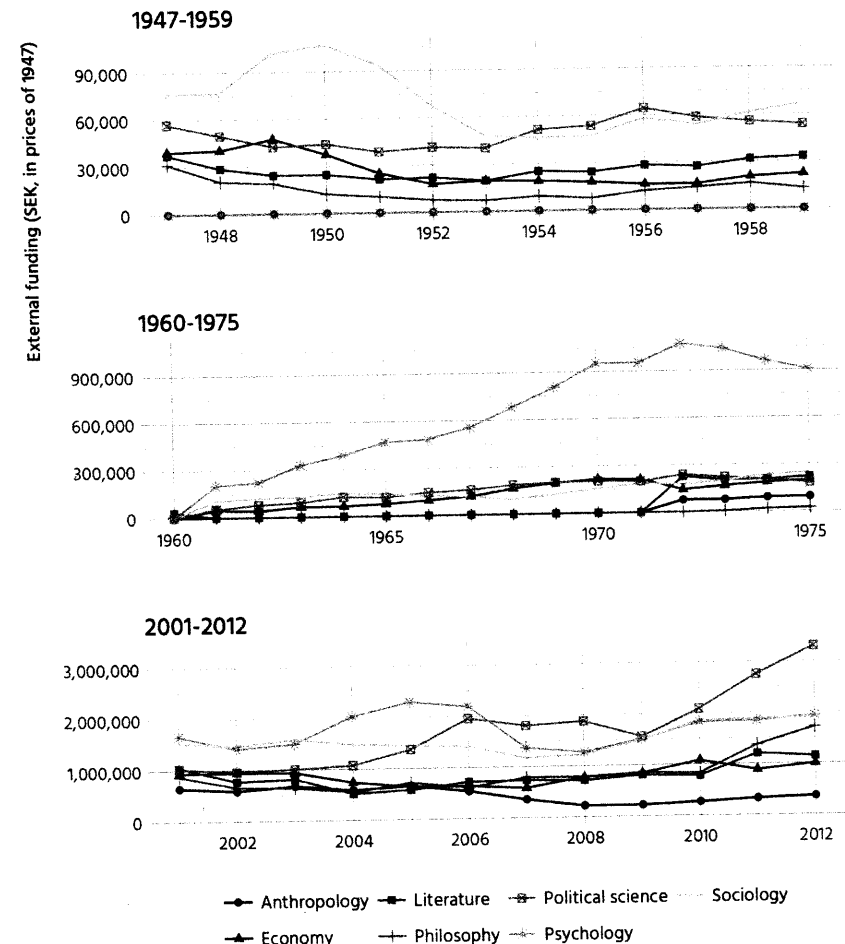 1947-1959
External funding (SEK, in prices of 1947)
90,000
60,000
30,000
0
1948 1950 1952 1954 1956 1958
1960-1975
900,000
600,000
300,000
0
1960 1965 1970 1975
2001-2012
3,000,000
2,000,000
1,000,000
0
2002 2004 2006 2008 2010 2012
Anthropology Literature Political science Sociology
Economy Philosophy Psychology